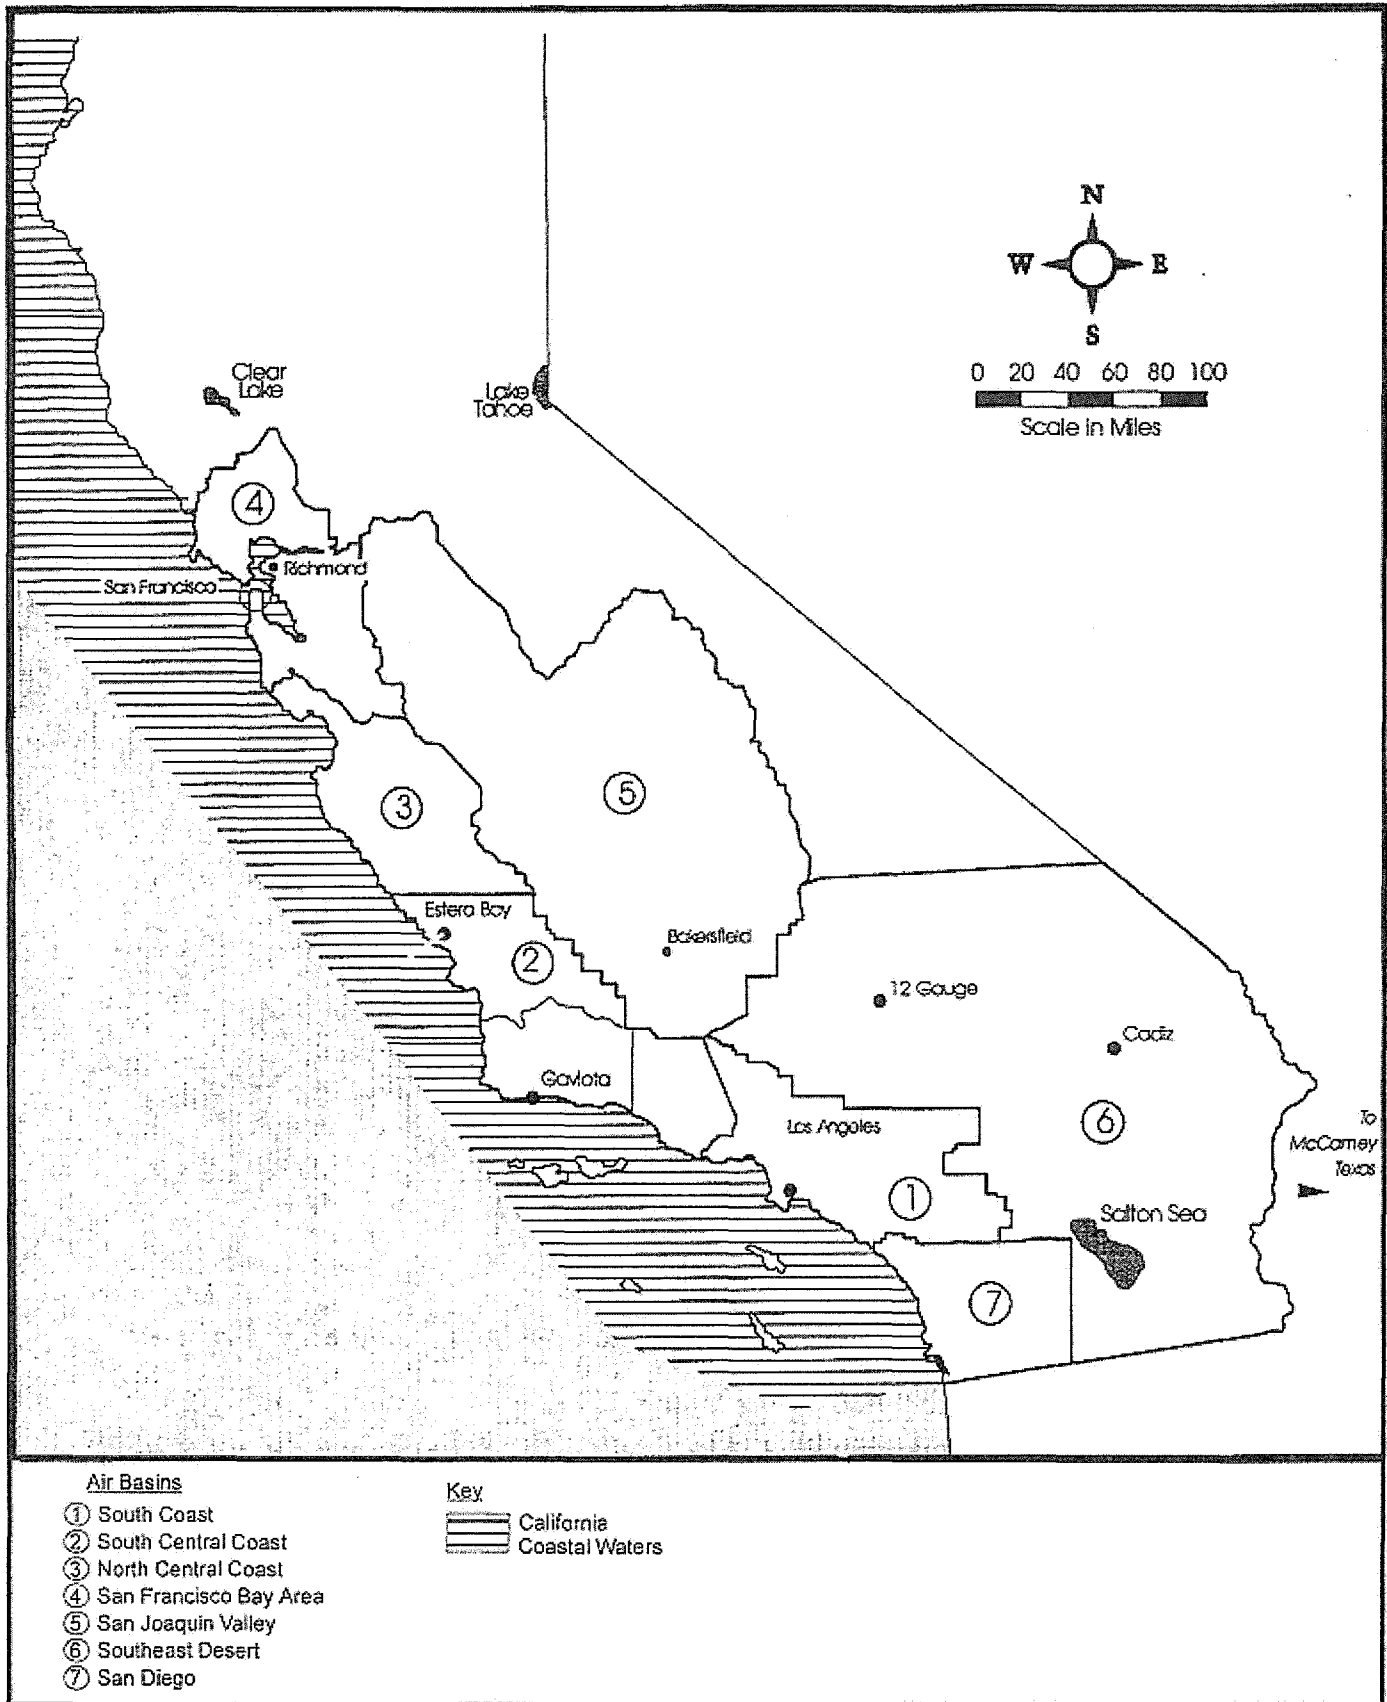 N
W E
S
0 20 40 60 80 100
Scale in Miles
Clear
Lake
Lake
Tahoe
4
Richmond
San Francisco
3
5
Estero Bay
2
Bakersfield
12 Gauge
Cadiz
Gaviota
Los Angeles
6
To
McCamey
Texas
1
Salton Sea
7
Air Basins
1 South Coast
2 South Central Coast
3 North Central Coast
4 San Francisco Bay Area
5 San Joaquin Valley
6 Southeast Desert
7 San Diego
Key
California
Coastal Waters